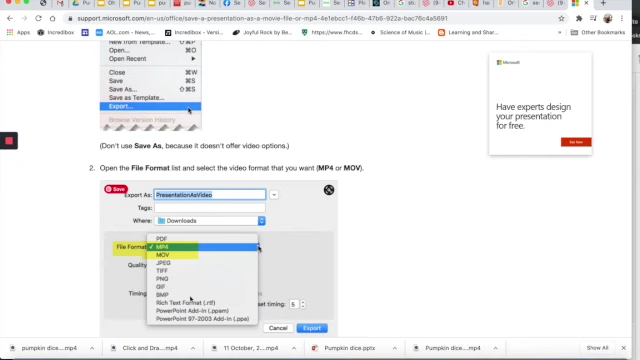 support.microsoft.com/en-us/office/save-a-presentation-as-a-movie-file-or-mp4-4e1ebcc1-f46b-47b2-922a-bac76c4a5691
AOL.com - News, S...
Imported
(1) Unread
Joyful Rock by Be...
https://www.fhcds...
Science of Music |...
Learning and Shar...
Other Bookmarks
New from Template... ⇧⌘P
Open... ⌘O
Open Recent
Close ⌘W
Save ⌘S
Save As... ⇧⌘S
Save as Template...
Export...
Browse Version History
Microsoft
Have experts design
your presentation
for free.
(Don't use Save As, because it doesn't offer video options.)
2. Open the File Format list and select the video format that you want (MP4 or MOV).
Save
Export As: PresentationAsVideo
Tags:
Where: Downloads
PDF
File Format ✓ MP4
MOV
Quality JPEG
TIFF
PNG
GIF
Timing BMP
Rich Text Format (.rtf)
set timing: 5
PowerPoint Add-In (.ppam)
PowerPoint 97-2003 Add-In (.ppa)
Cancel Export
pumpkin dice....mp4
Click and Dra....mp4
11 October, 2....mp4
Pumpkin dice.pptx
pumpkin dice....mp4